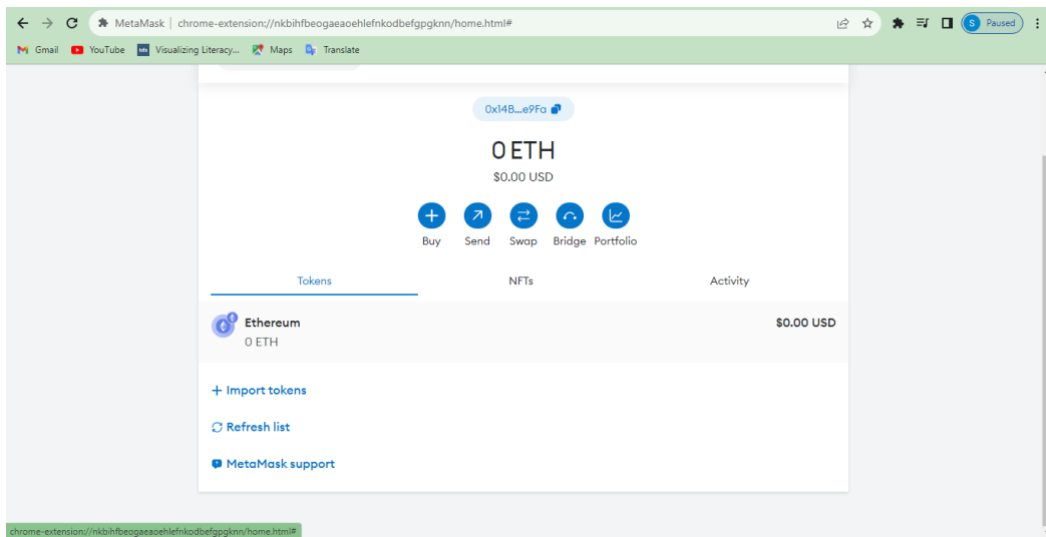 MetaMask | chrome-extension://nkbihfbeogaeaoehlefnkodbefgpgknn/home.html#
S Paused
Gmail YouTube Visualizing Literacy... Maps Translate
0x14B...e9Fa
0 ETH
$0.00 USD
Buy Send Swap Bridge Portfolio
Tokens NFTs Activity
Ethereum $0.00 USD
0 ETH
+ Import tokens
Refresh list
MetaMask support
chrome-extension://nkbihfbeogaeaoehlefnkodbefgpgknn/home.html#